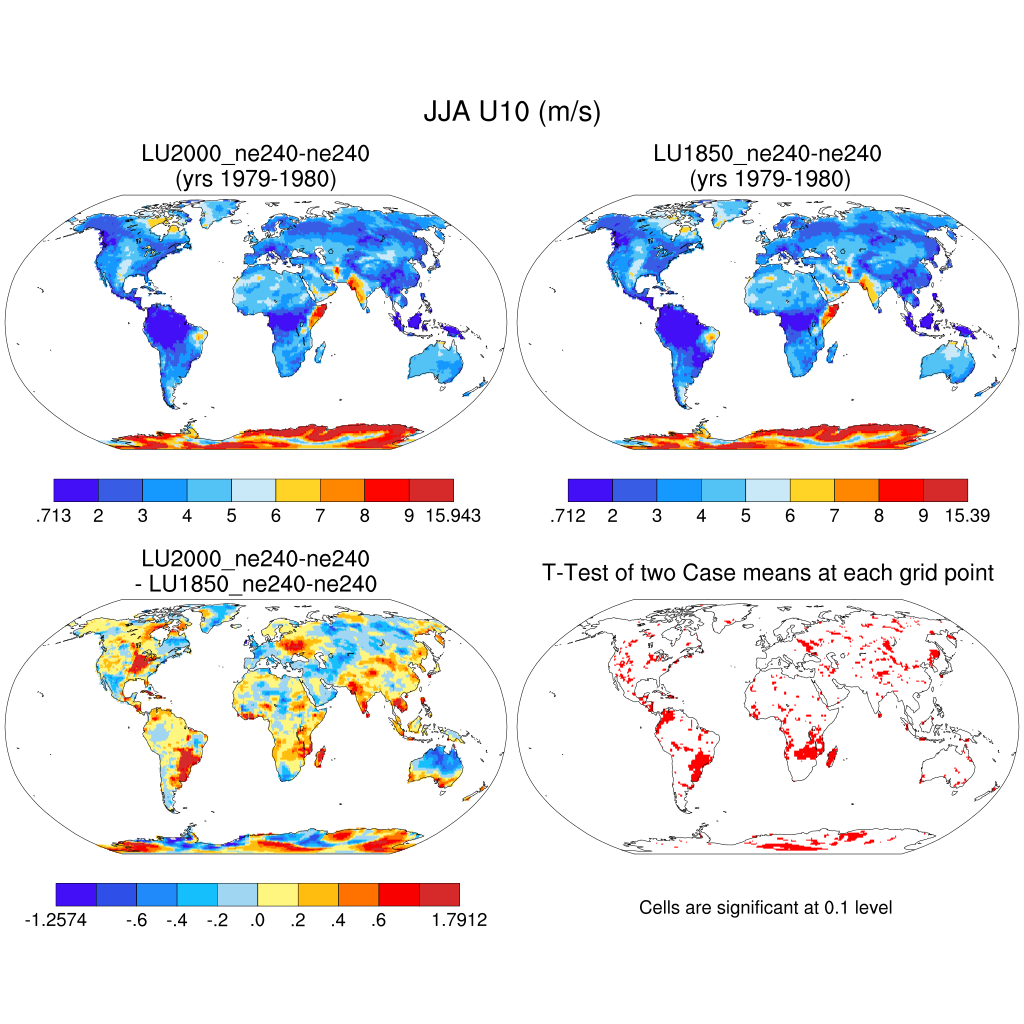 JJA U10 (m/s)
LU2000_ne240-ne240
(yrs 1979-1980)
LU1850_ne240-ne240
(yrs 1979-1980)
.713 2 3 4 5 6 7 8 9 15.943
.712 2 3 4 5 6 7 8 9 15.39
LU2000_ne240-ne240
- LU1850_ne240-ne240
T-Test of two Case means at each grid point
-1.2574 -.6 -.4 -.2 .0 .2 .4 .6 1.7912
Cells are significant at 0.1 level